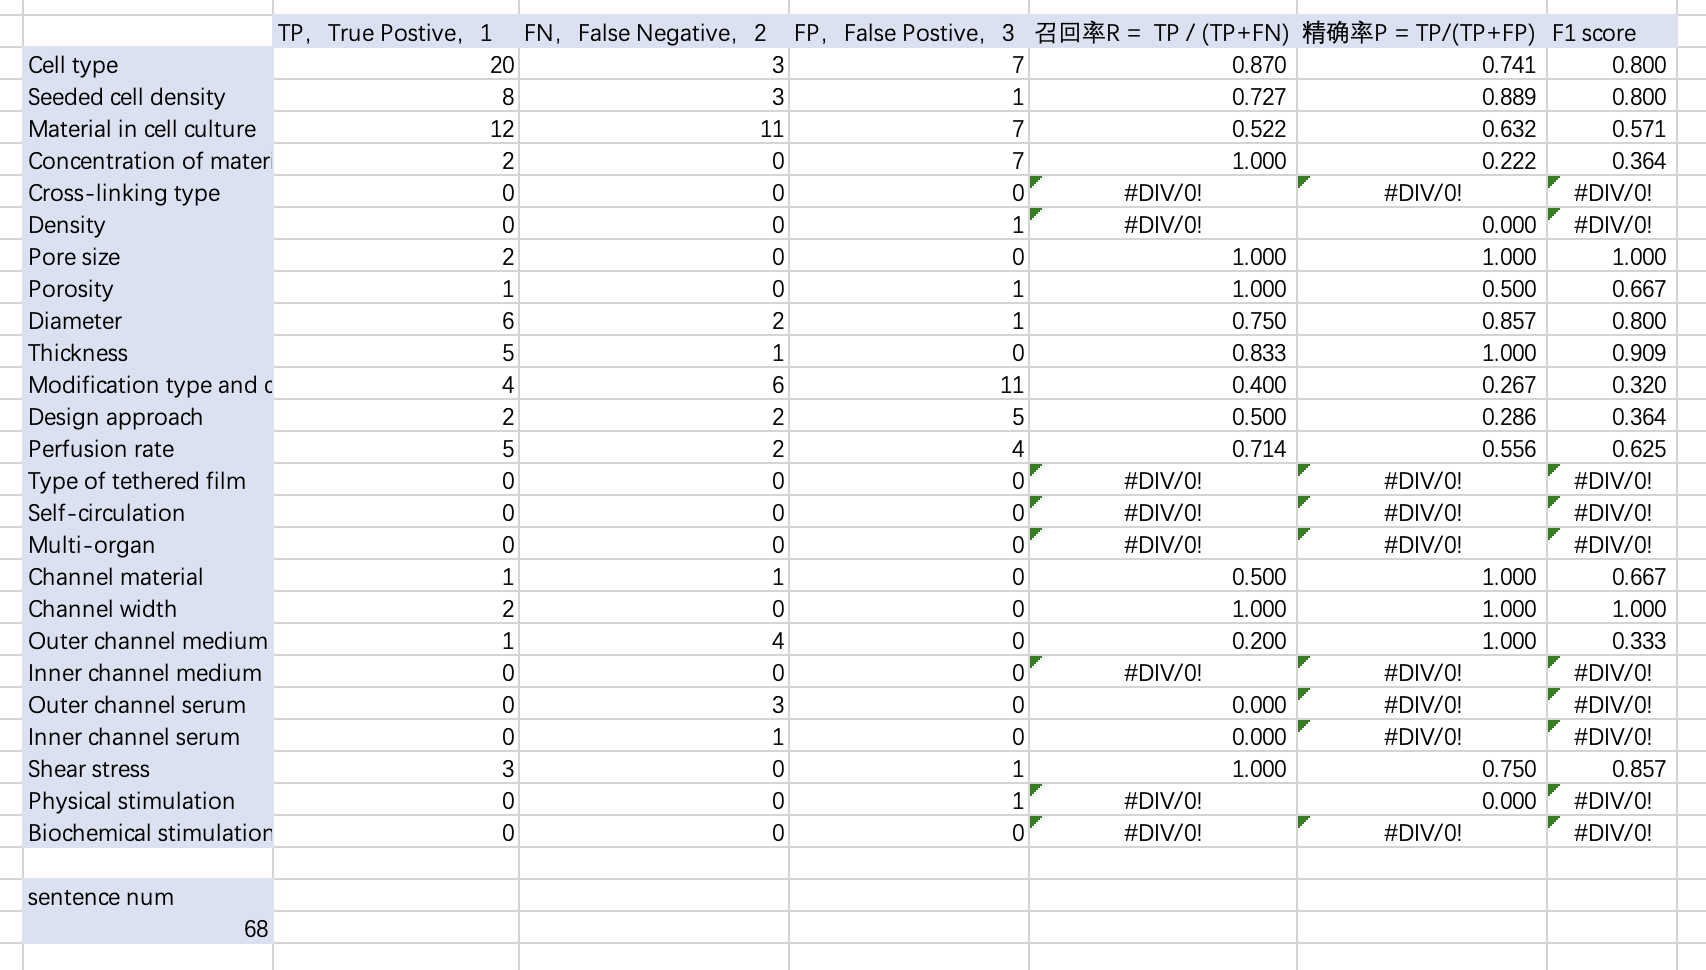 TP， True Postive， 1 FN， False Negative， 2 FP， False Postive， 3 召回率R = TP / (TP+FN) 精确率P = TP/(TP+FP) F1 score
Cell type 20 3 7 0.870 0.741 0.800
Seeded cell density 8 3 1 0.727 0.889 0.800
Material in cell culture 12 11 7 0.522 0.632 0.571
Concentration of materi 2 0 7 1.000 0.222 0.364
Cross-linking type 0 0 0 #DIV/0! #DIV/0! #DIV/0!
Density 0 0 1 #DIV/0! 0.000 #DIV/0!
Pore size 2 0 0 1.000 1.000 1.000
Porosity 1 0 1 1.000 0.500 0.667
Diameter 6 2 1 0.750 0.857 0.800
Thickness 5 1 0 0.833 1.000 0.909
Modification type and c 4 6 11 0.400 0.267 0.320
Design approach 2 2 5 0.500 0.286 0.364
Perfusion rate 5 2 4 0.714 0.556 0.625
Type of tethered film 0 0 0 #DIV/0! #DIV/0! #DIV/0!
Self-circulation 0 0 0 #DIV/0! #DIV/0! #DIV/0!
Multi-organ 0 0 0 #DIV/0! #DIV/0! #DIV/0!
Channel material 1 1 0 0.500 1.000 0.667
Channel width 2 0 0 1.000 1.000 1.000
Outer channel medium 1 4 0 0.200 1.000 0.333
Inner channel medium 0 0 0 #DIV/0! #DIV/0! #DIV/0!
Outer channel serum 0 3 0 0.000 #DIV/0! #DIV/0!
Inner channel serum 0 1 0 0.000 #DIV/0! #DIV/0!
Shear stress 3 0 1 1.000 0.750 0.857
Physical stimulation 0 0 1 #DIV/0! 0.000 #DIV/0!
Biochemical stimulation 0 0 0 #DIV/0! #DIV/0! #DIV/0!
sentence num
68